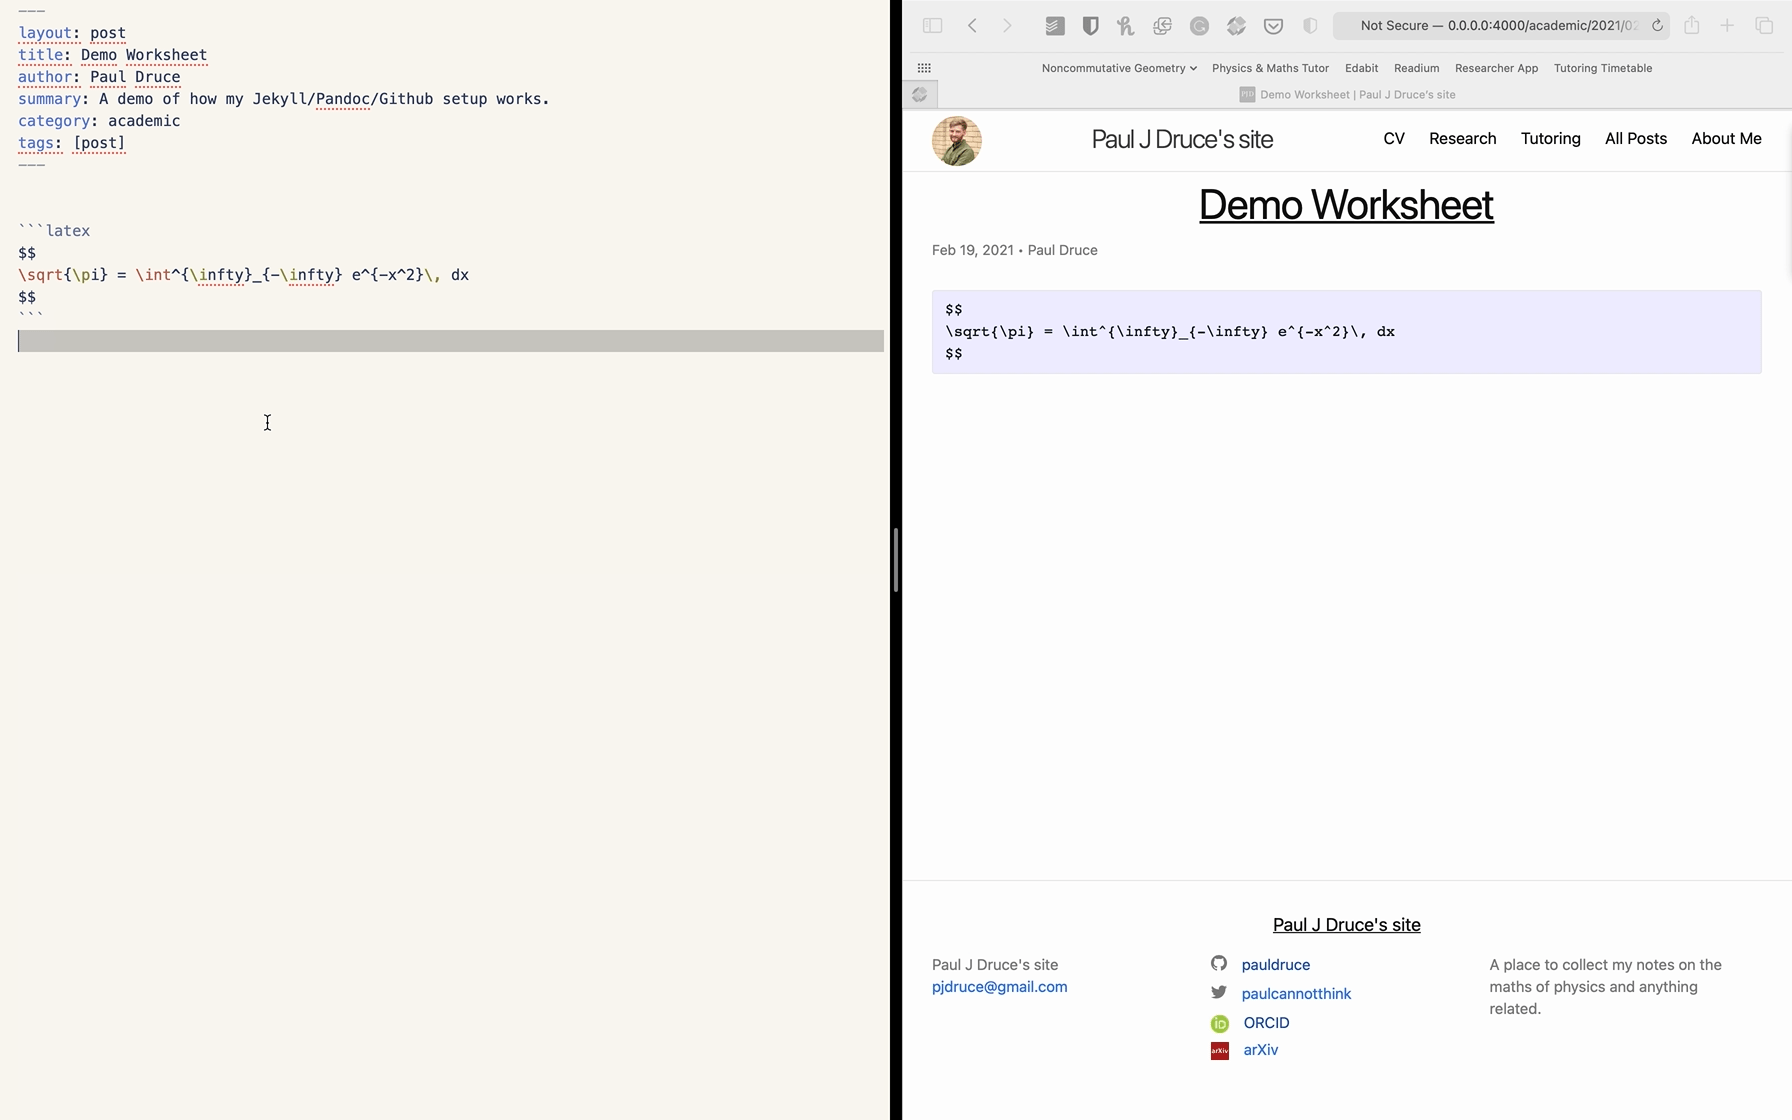 ---
layout: post
title: Demo Worksheet
author: Paul Druce
summary: A demo of how my Jekyll/Pandoc/Github setup works.
category: academic
tags: [post]
---
```latex
$$
\sqrt{\pi} = \int^{\infty}_{-\infty} e^{-x^2}\, dx
$$
```
Not Secure — 0.0.0.0:4000/academic/2021/02
Noncommutative Geometry Physics & Maths Tutor Edabit Readium Researcher App Tutoring Timetable
PJD Demo Worksheet | Paul J Druce's site
Paul J Druce's site CV Research Tutoring All Posts About Me
Demo Worksheet
Feb 19, 2021 • Paul Druce
$$
\sqrt{\pi} = \int^{\infty}_{-\infty} e^{-x^2}\, dx
$$
Paul J Druce's site
Paul J Druce's site
pjdruce@gmail.com
pauldruce
paulcannotthink
iD ORCID
arXiv arXiv
A place to collect my notes on the
maths of physics and anything
related.